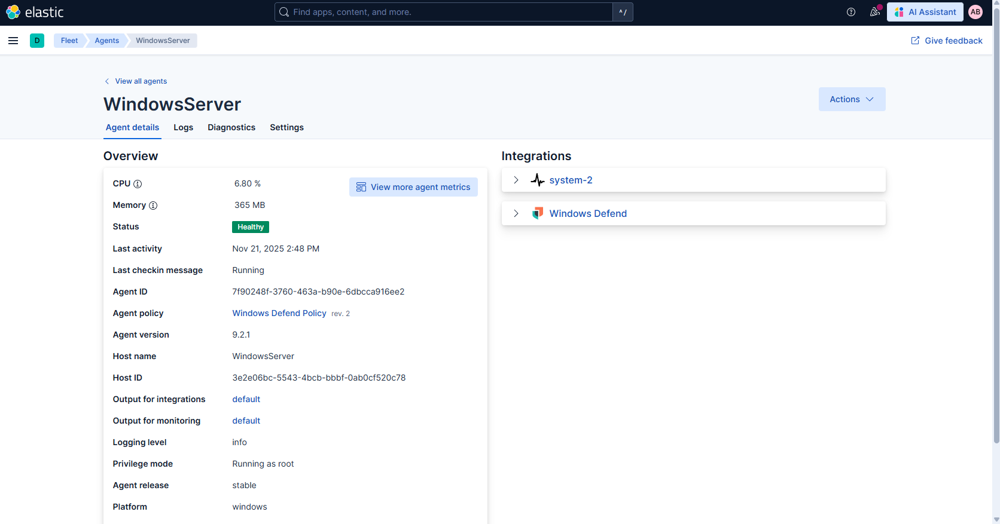 elastic
Find apps, content, and more.
^ /
AI Assistant
AB
D
Fleet
Agents
WindowsServer
Give feedback
View all agents
WindowsServer
Actions
Agent details
Logs
Diagnostics
Settings
Overview
CPU 6.80 %
View more agent metrics
Memory 365 MB
Status Healthy
Last activity Nov 21, 2025 2:48 PM
Last checkin message Running
Agent ID 7f90248f-3760-463a-b90e-6dbcca916ee2
Agent policy Windows Defend Policy rev. 2
Agent version 9.2.1
Host name WindowsServer
Host ID 3e2e06bc-5543-4bcb-bbbf-0ab0cf520c78
Output for integrations default
Output for monitoring default
Logging level info
Privilege mode Running as root
Agent release stable
Platform windows
Integrations
system-2
Windows Defend